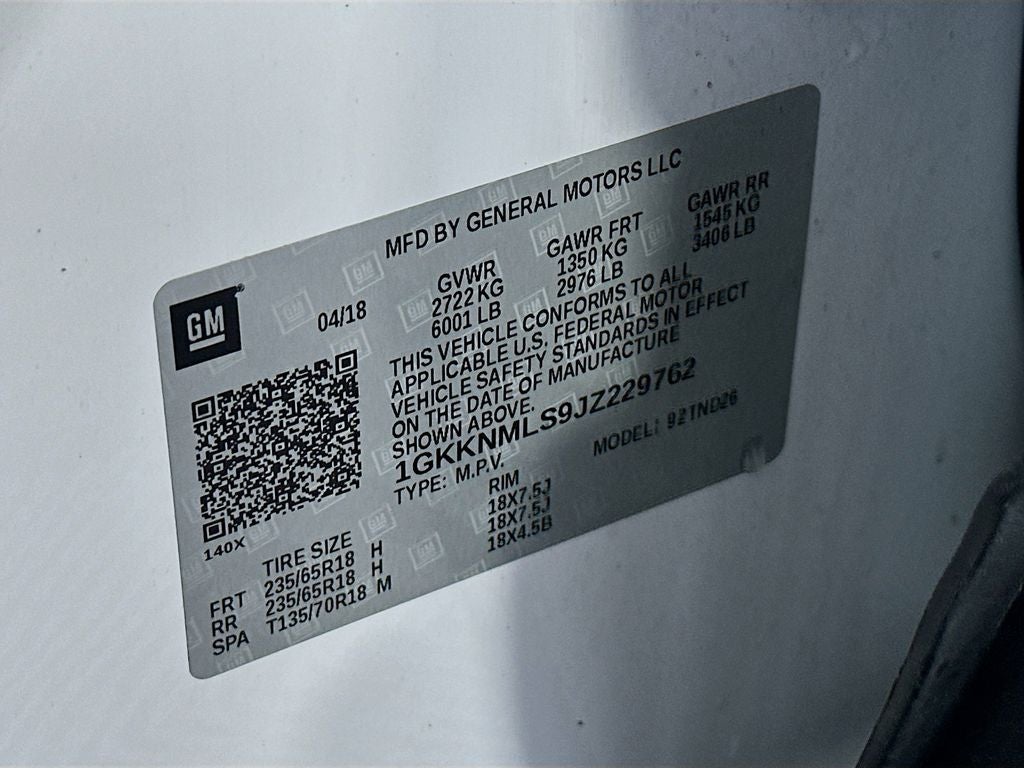 MFD BY GENERAL MOTORS LLC
GM
04/18
GVWR GAWR FRT GAWR RR
2722 KG 1350 KG 1545 KG
6001 LB 2976 LB 3406 LB
THIS VEHICLE CONFORMS TO ALL
APPLICABLE U.S. FEDERAL MOTOR
VEHICLE SAFETY STANDARDS IN EFFECT
ON THE DATE OF MANUFACTURE
SHOWN ABOVE.
1GKKNMLS9JZ229762
TYPE: M.P.V. MODEL: 92TND26
140X
TIRE SIZE RIM
FRT 235/65R18 H 18X7.5J
RR 235/65R18 H 18X7.5J
SPA T135/70R18 M 18X4.5B